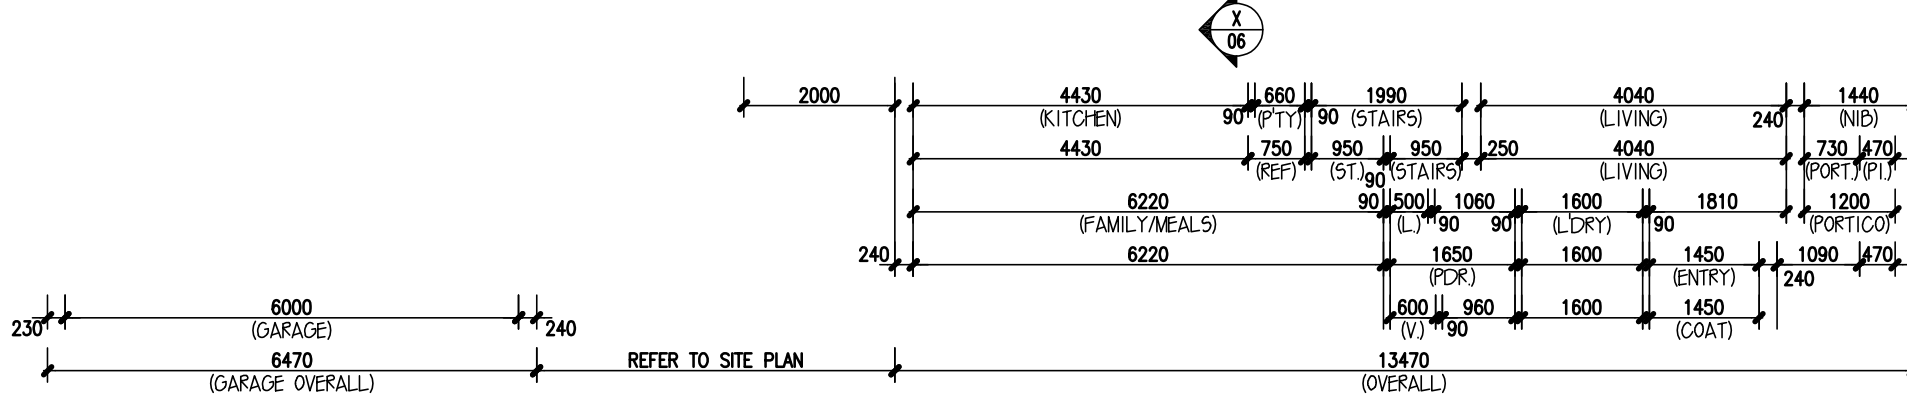 X
06
2000 4430 660 1990 4040 1440
(KITCHEN) 90 (P'TY) 90 (STAIRS) (LIVING) 240 (NIB)
4430 750 950 950 250 4040 730 470
(REF) (ST.) (STAIRS) (LIVING) (PORT.) (PI.)
90
6220 90 500 1060 1600 1810 1200
(FAMILY/MEALS) (L.) 90 90 (L'DRY) 90 (PORTICO)
240 6220 1650 1600 1450 1090 470
(PDR.) (ENTRY) 240
6000 600 960 1600 1450
230 (GARAGE) 240 (V.) 90 (COAT)
6470 REFER TO SITE PLAN 13470
(GARAGE OVERALL) (OVERALL)